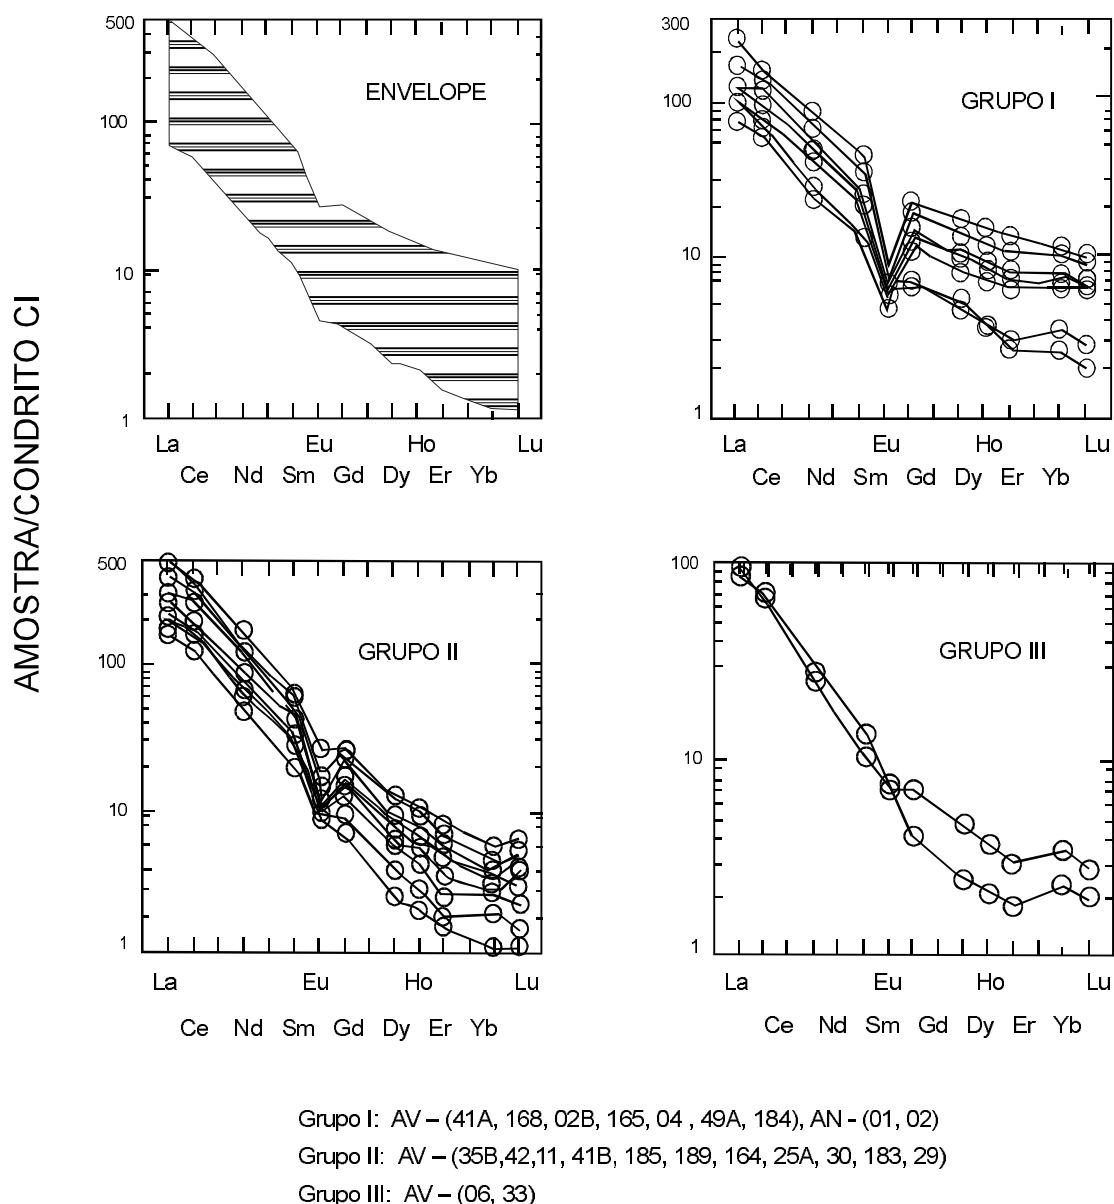 AMOSTRA/CONDRITO CI
500
100
10
1
ENVELOPE
La Eu Ho Lu
Ce Nd Sm Gd Dy Er Yb
300
100
10
1
GRUPO I
La Eu Ho Lu
Ce Nd Sm Gd Dy Er Yb
500
100
10
1
GRUPO II
La Eu Ho Lu
Ce Nd Sm Gd Dy Er Yb
100
10
1
GRUPO III
La Eu Ho Lu
Ce Nd Sm Gd Dy Er Yb
Grupo I: AV – (41A, 168, 02B, 165, 04 , 49A, 184), AN - (01, 02)
Grupo II: AV – (35B,42,11, 41B, 185, 189, 164, 25A, 30, 183, 29)
Grupo III: AV – (06, 33)